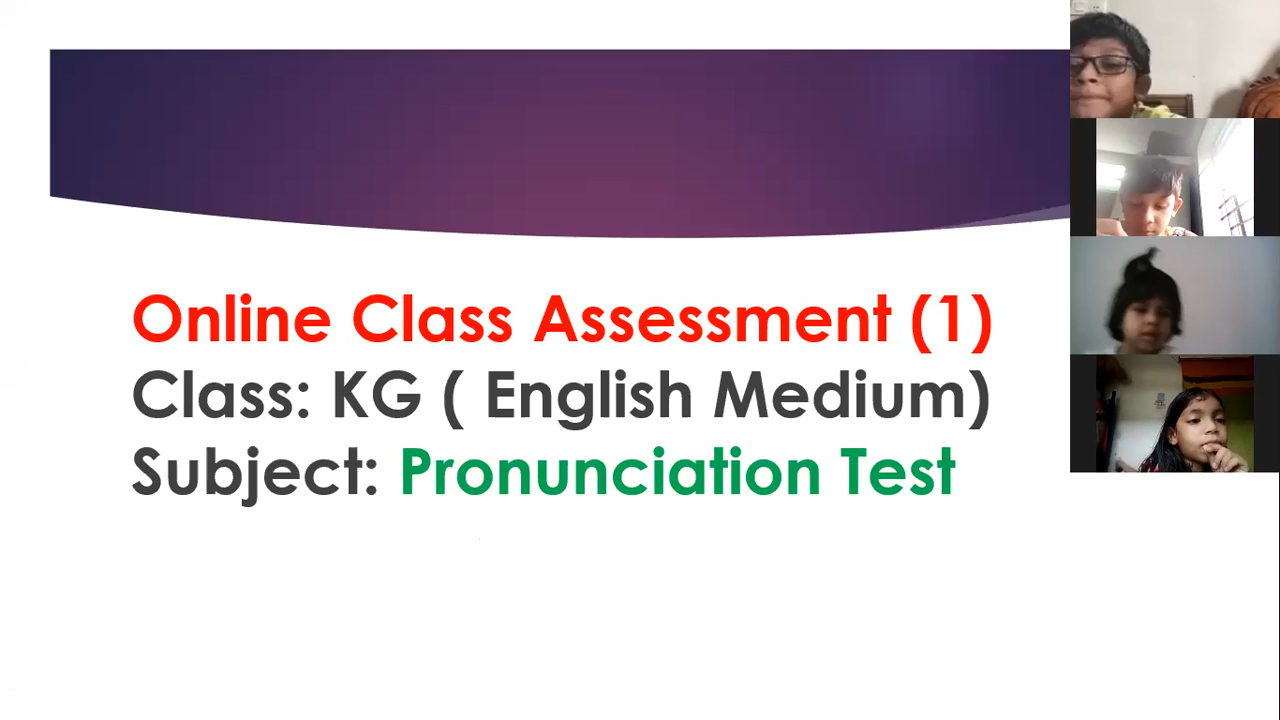 Online Class Assessment (1)
Class: KG ( English Medium)
Subject: Pronunciation Test